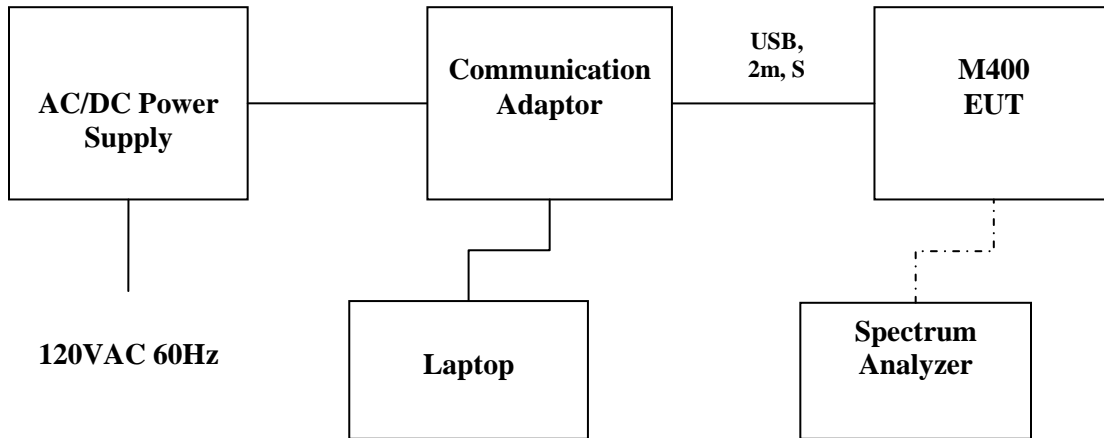 AC/DC Power
Supply
Communication
Adaptor
USB,
2m, S
M400
EUT
120VAC 60Hz
Laptop
Spectrum
Analyzer